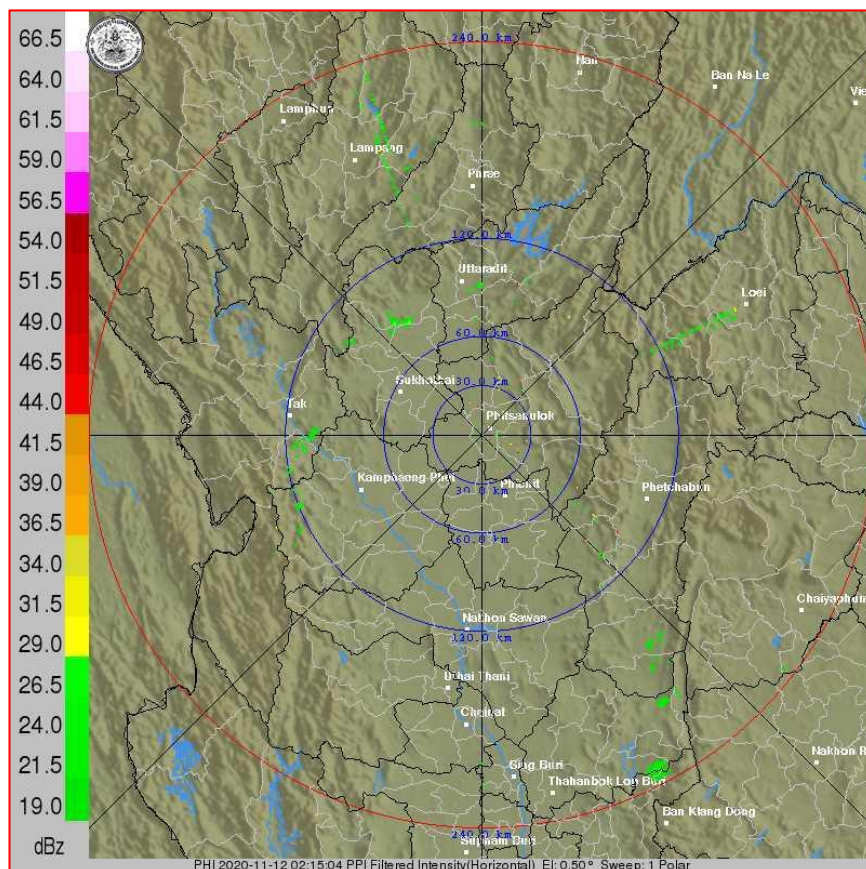 66.5
64.0
61.5
59.0
56.5
54.0
51.5
49.0
46.5
44.0
41.5
39.0
36.5
34.0
31.5
29.0
26.5
24.0
21.5
19.0
dBz
240.0 km
Nan
Ban Na Le
Lamphun
Lampang
Phrae
120.0 km
Uttaradit
Loei
60.0 km
30.0 km
Sukhothai
Tak
Phitsanulok
Kamphaeng Phet
Phichit
30.0 km
Phetchabun
60.0 km
Chaiyaphum
Nakhon Sawan
120.0 km
Uthai Thani
Chainat
Nakhon R
Sing Buri
Thahanbok Lop Buri
Ban Klang Dong
240.0 km
Suphan Buri
PHI 2020-11-12 02:15:04 PPI Filtered Intensity(Horizontal) El: 0.50° Sweep: 1 Polar